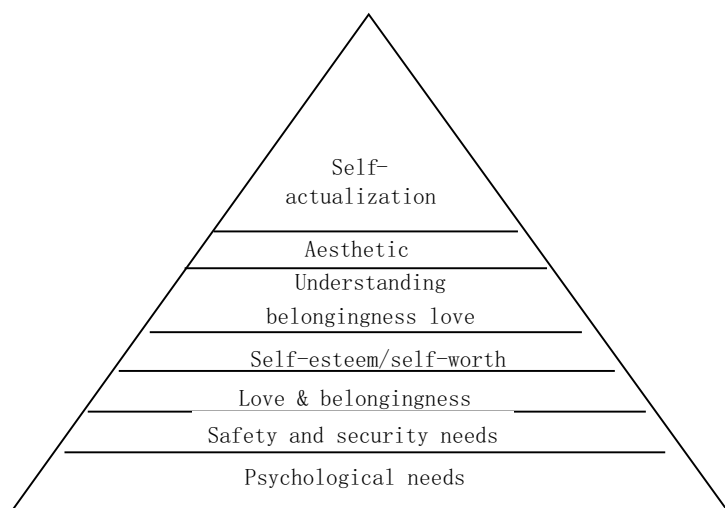 Self-
actualization
Aesthetic
Understanding
belongingness love
Self-esteem/self-worth
Love & belongingness
Safety and security needs
Psychological needs